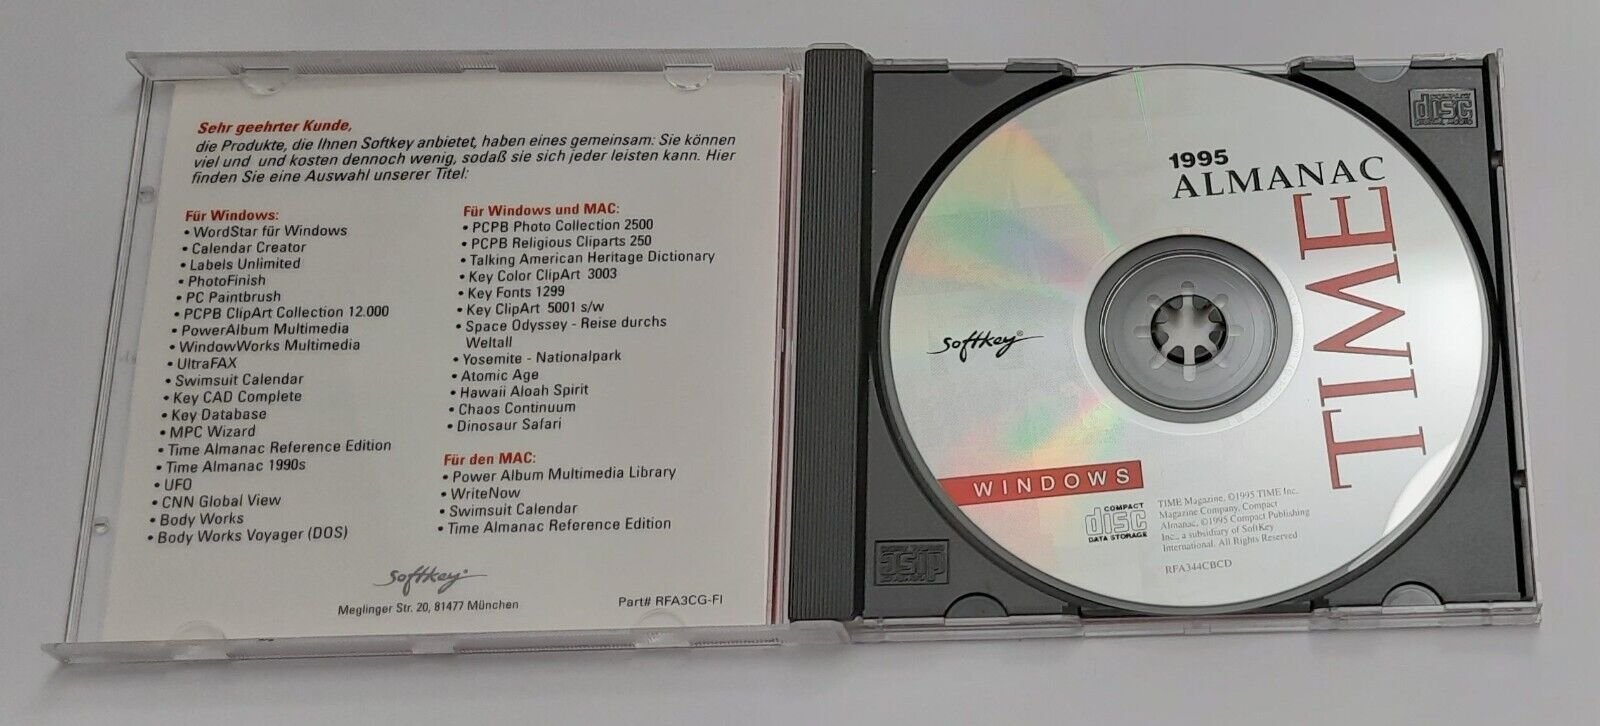 Sehr geehrter Kunde,
die Produkte, die Ihnen Softkey anbietet, haben eines gemeinsam: Sie können
viel und und kosten dennoch wenig, sodaß sie sich jeder leisten kann. Hier
finden Sie eine Auswahl unserer Titel:
Für Windows:
• WordStar für Windows
• Calendar Creator
• Labels Unlimited
• PhotoFinish
• PC Paintbrush
• PCPB ClipArt Collection 12.000
• PowerAlbum Multimedia
• WindowWorks Multimedia
• UltraFAX
• Swimsuit Calendar
• Key CAD Complete
• Key Database
• MPC Wizard
• Time Almanac Reference Edition
• Time Almanac 1990s
• UFO
• CNN Global View
• Body Works
• Body Works Voyager (DOS)
Für Windows und MAC:
• PCPB Photo Collection 2500
• PCPB Religious Cliparts 250
• Talking American Heritage Dictionary
• Key Color ClipArt 3003
• Key Fonts 1299
• Key ClipArt 5001 s/w
• Space Odyssey - Reise durchs
Weltall
• Yosemite - Nationalpark
• Atomic Age
• Hawaii Aloah Spirit
• Chaos Continuum
• Dinosaur Safari
Für den MAC:
• Power Album Multimedia Library
• WriteNow
• Swimsuit Calendar
• Time Almanac Reference Edition
Softkey®
Meglinger Str. 20, 81477 München
Part# RFA3CG-FI
1995
ALMANAC
TIME
Softkey®
WINDOWS
COMPACT
disc
DATA STORAGE
TIME Magazine, ©1995 TIME Inc.
Magazine Company, Compact
Almanac, ©1995 Compact Publishing
Inc., a subsidiary of SoftKey
International. All Rights Reserved
RFA344CBCD
COMPACT
disc
disc